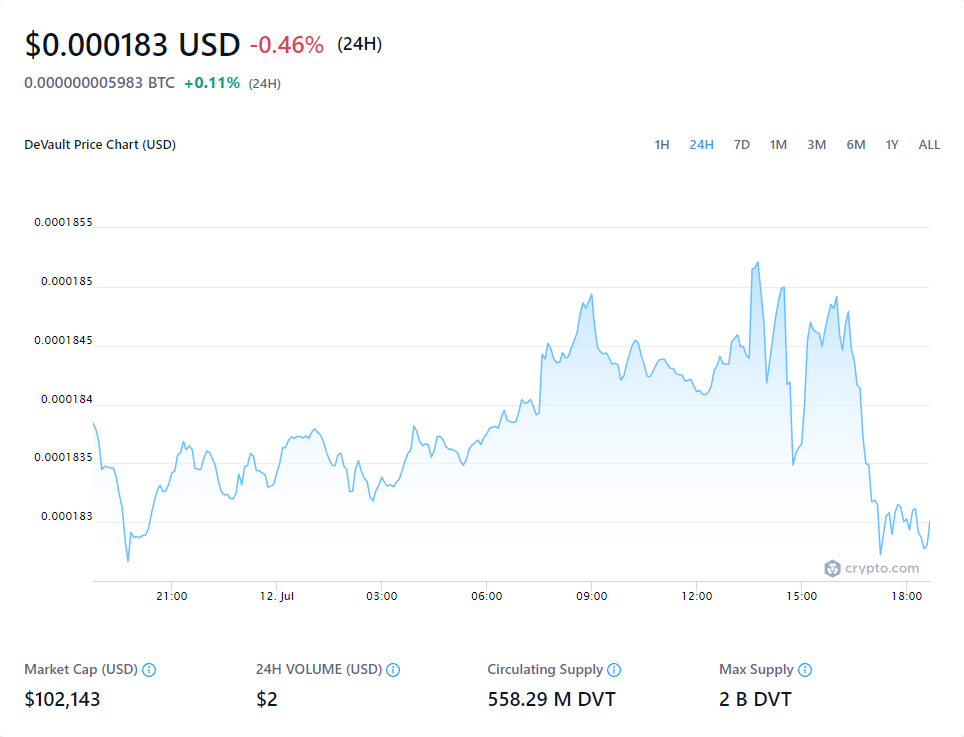 $0.000183 USD -0.46% (24H)
0.000000005983 BTC +0.11% (24H)
DeVault Price Chart (USD) 1H 24H 7D 1M 3M 6M 1Y ALL
0.0001855
0.000185
0.0001845
0.000184
0.0001835
0.000183
crypto.com
21:00 12. Jul 03:00 06:00 09:00 12:00 15:00 18:00
Market Cap (USD) 24H VOLUME (USD) Circulating Supply Max Supply
$102,143 $2 558.29 M DVT 2 B DVT